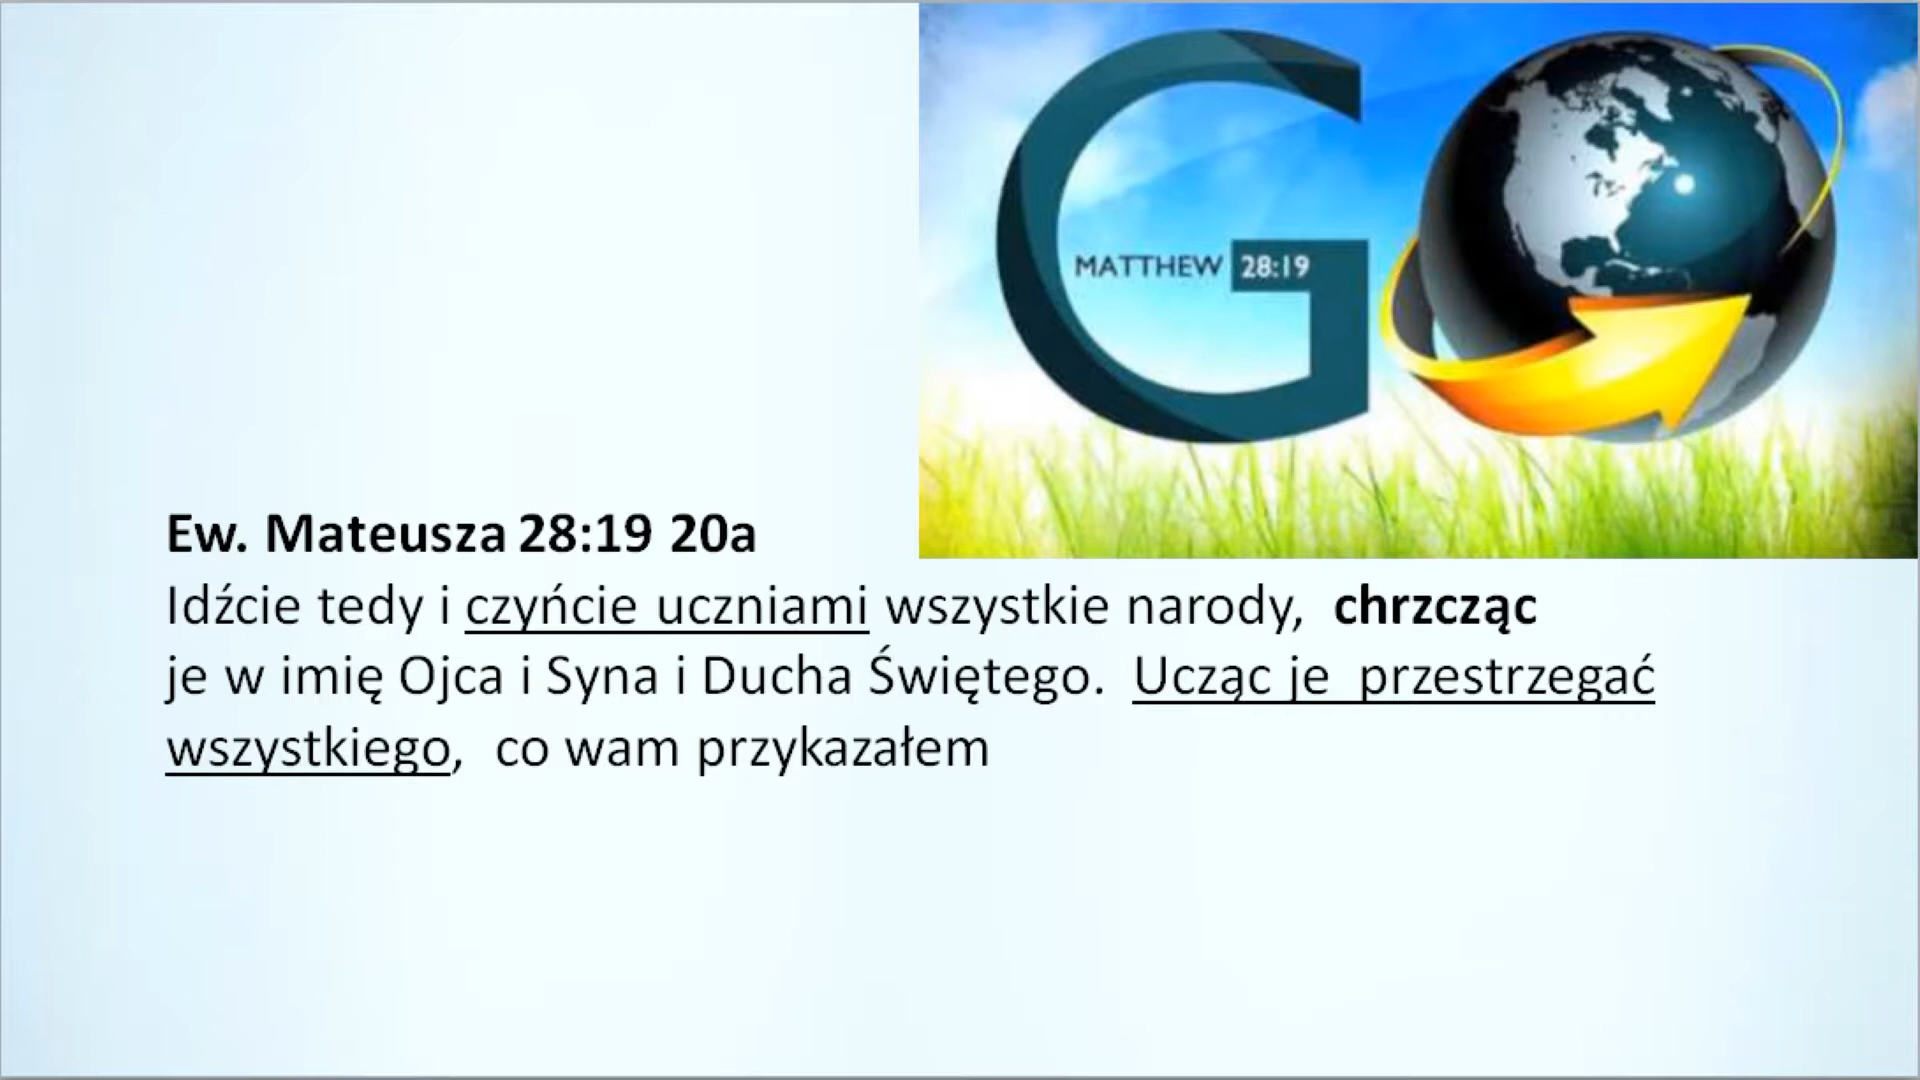 GO
MATTHEW 28:19
Ew. Mateusza 28:19 20a
Idźcie tedy i czyńcie uczniami wszystkie narody, chrzcząc
je w imię Ojca i Syna i Ducha Świętego. Ucząc je przestrzegać
wszystkiego, co wam przykazałem